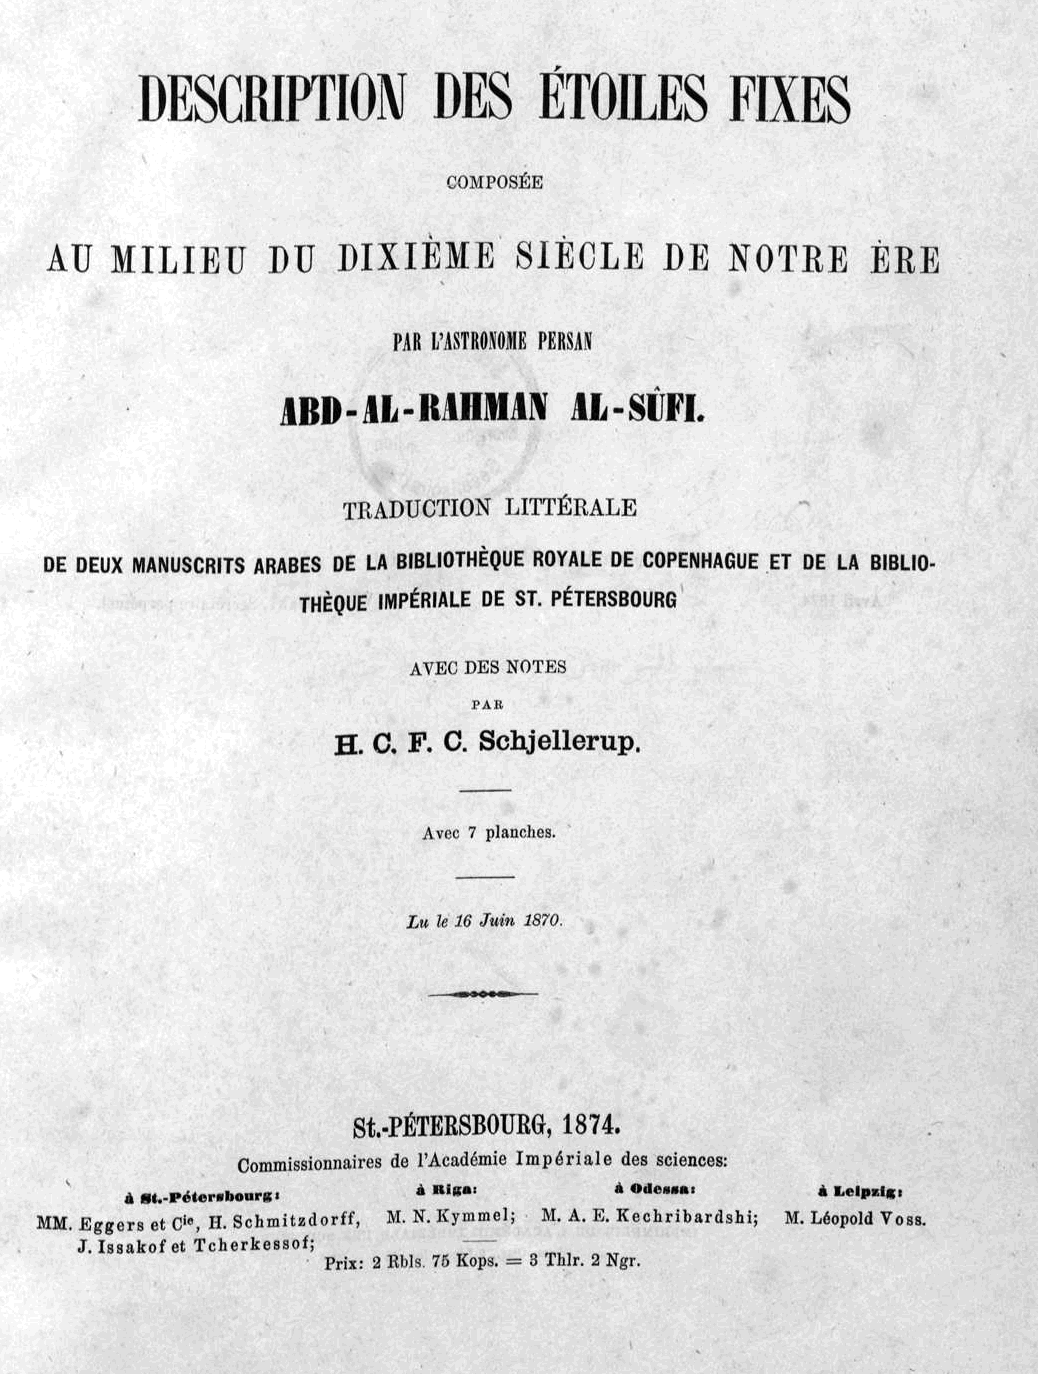 DESCRIPTION DES ÉTOILES FIXES
COMPOSÉE
AU MILIEU DU DIXIÈME SIÈCLE DE NOTRE ÈRE
PAR L'ASTRONOME PERSAN
ABD-AL-RAHMAN AL-SÛFI.
TRADUCTION LITTÉRALE
DE DEUX MANUSCRITS ARABES DE LA BIBLIOTHÈQUE ROYALE DE COPENHAGUE ET DE LA BIBLIO-
THÈQUE IMPÉRIALE DE ST. PÉTERSBOURG
AVEC DES NOTES
PAR
H. C. F. C. Schjellerup.
Avec 7 planches.
Lu le 16 Juin 1870.
St.-PÉTERSBOURG, 1874.
Commissionnaires de l'Académie Impériale des sciences:
à St.-Pétersbourg: à Riga: à Odessa: à Leipzig:
MM. Eggers et Cie, H. Schmitzdorff, M. N. Kymmel; M. A. E. Kechribardshi; M. Léopold Voss.
J. Issakof et Tcherkessof;
Prix: 2 Rbls. 75 Kops. = 3 Thlr. 2 Ngr.